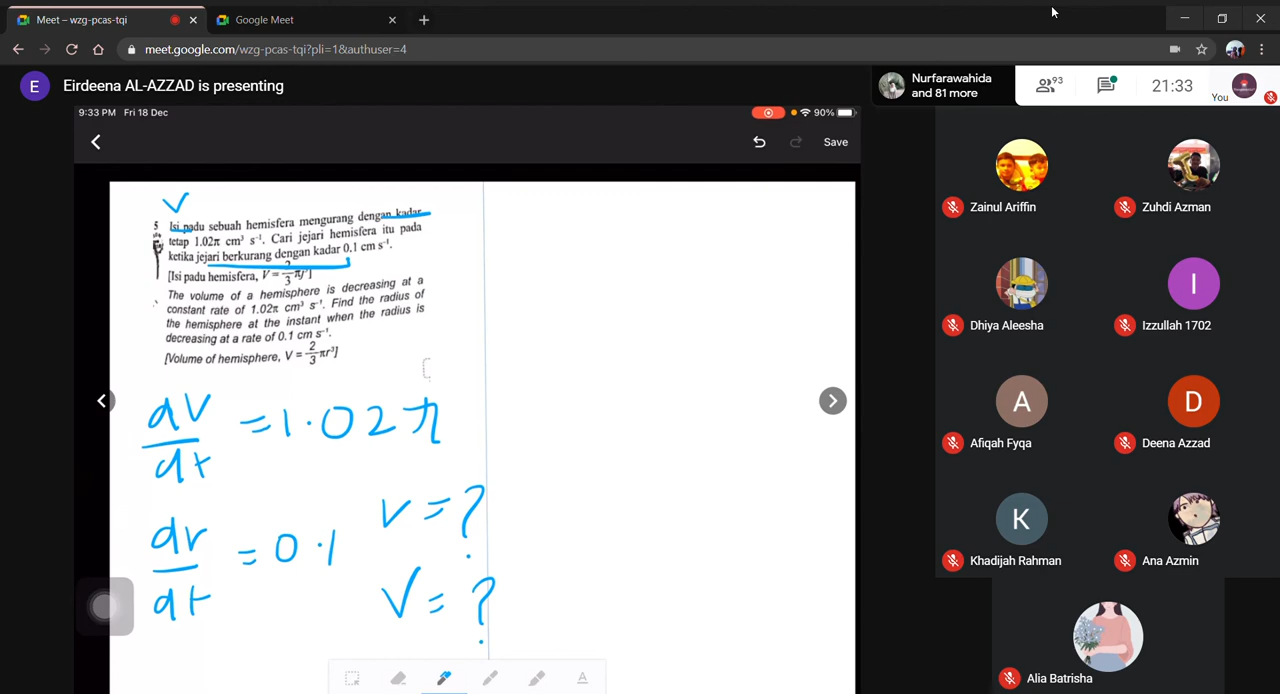 Meet – wzg-pcas-tqi
Google Meet
meet.google.com/wzg-pcas-tqi?pli=1&authuser=4
E
Eirdeena AL-AZZAD is presenting
Nurfarawahida
and 81 more
93
21:33
You
9:33 PM Fri 18 Dec
90%
Save
V
5 Isi padu sebuah hemisfera mengurang dengan kadar
tetap 1.02π cm³ s⁻¹. Cari jejari hemisfera itu pada
ketika jejari berkurang dengan kadar 0.1 cm s⁻¹.
[Isi padu hemisfera, V = 2/3 πj³]
The volume of a hemisphere is decreasing at a
constant rate of 1.02π cm³ s⁻¹. Find the radius of
the hemisphere at the instant when the radius is
decreasing at a rate of 0.1 cm s⁻¹.
[Volume of hemisphere, V = 2/3 πr³]
dV/dt = 1.02π
r = ?
dr/dt = 0.1
V = ?
A
Zainul Ariffin
Zuhdi Azman
Dhiya Aleesha
I
Izzullah 1702
A
Afiqah Fyqa
D
Deena Azzad
K
Khadijah Rahman
Ana Azmin
Alia Batrisha